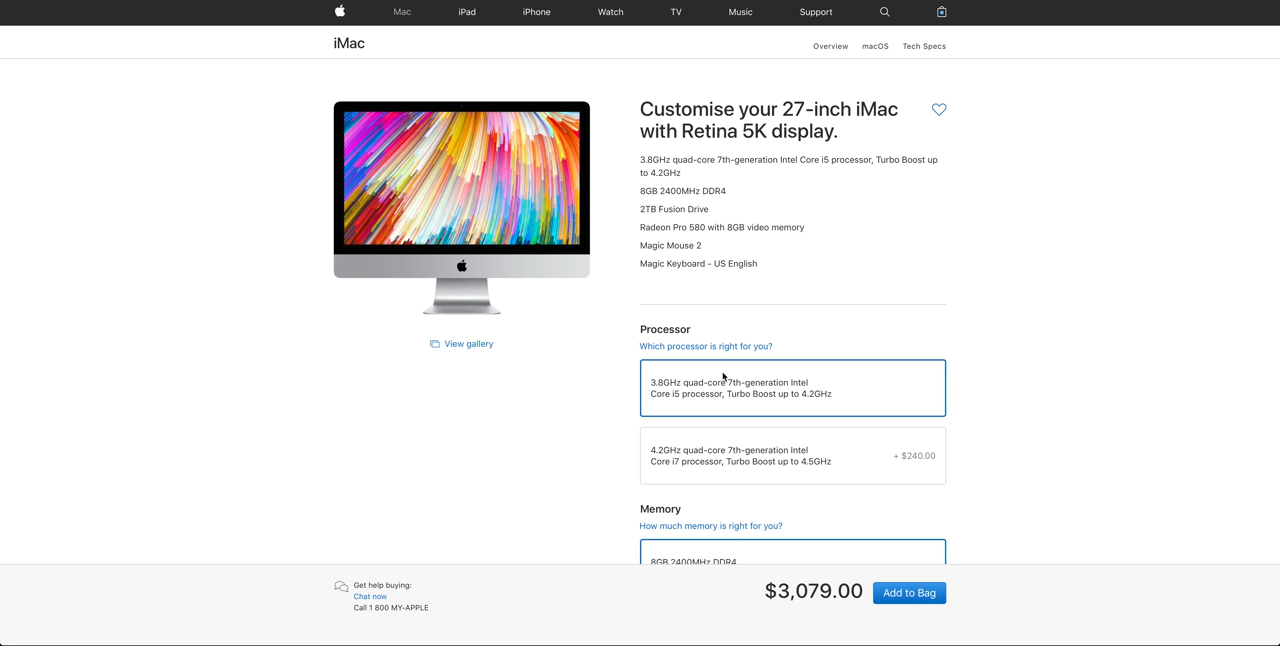 Mac
iPad
iPhone
Watch
TV
Music
Support
iMac
Overview
macOS
Tech Specs
Customise your 27-inch iMac
with Retina 5K display.
3.8GHz quad-core 7th-generation Intel Core i5 processor, Turbo Boost up
to 4.2GHz
8GB 2400MHz DDR4
2TB Fusion Drive
Radeon Pro 580 with 8GB video memory
Magic Mouse 2
Magic Keyboard - US English
View gallery
Processor
Which processor is right for you?
3.8GHz quad-core 7th-generation Intel
Core i5 processor, Turbo Boost up to 4.2GHz
4.2GHz quad-core 7th-generation Intel
Core i7 processor, Turbo Boost up to 4.5GHz
+ $240.00
Memory
How much memory is right for you?
8GB 2400MHz DDR4
Get help buying:
Chat now
Call 1 800 MY-APPLE
$3,079.00
Add to Bag